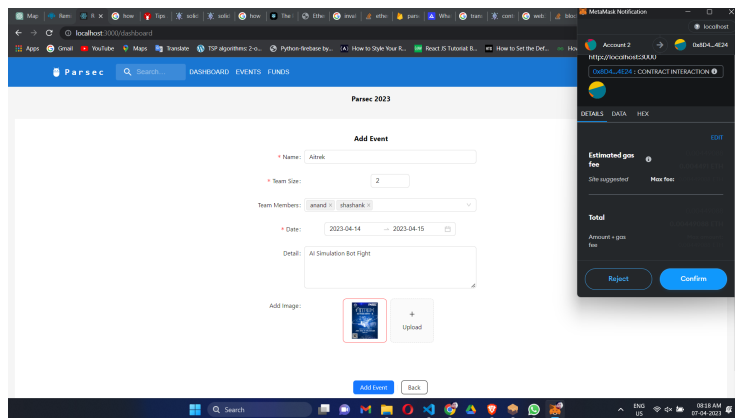 Map
Rem
R
how
Tips
solic
solic
how
The
Ethe
invi
ethe
para
Wha
tran
cont
web
bloc
MetaMask Notification
localhost:3000/dashboard
localhost
Apps
Gmail
YouTube
Maps
Translate
TSP algorithms: 2-o...
Python-firebase by...
How to Style Your R...
React JS Tutorial B...
How to Set the Def...
Account 2
0x8D4...4E24
http://localhost:3000
0x8D4...4E24 : CONTRACT INTERACTION
Parsec
Search...
DASHBOARD EVENTS FUNDS
Parsec 2023
DETAILS DATA HEX
EDIT
Add Event
* Name: Aitrek
Estimated gas
fee
Site suggested Max fee:
* Team Size: 2
Team Members: anand × shashank ×
Total
* Date: 2023-04-14 → 2023-04-15
Amount + gas
fee
Detail: AI Simulation Bot Fight
Reject Confirm
Add Image:
+
Upload
Add Event Back
Search
ENG
US
08:18 AM
07-04-2023